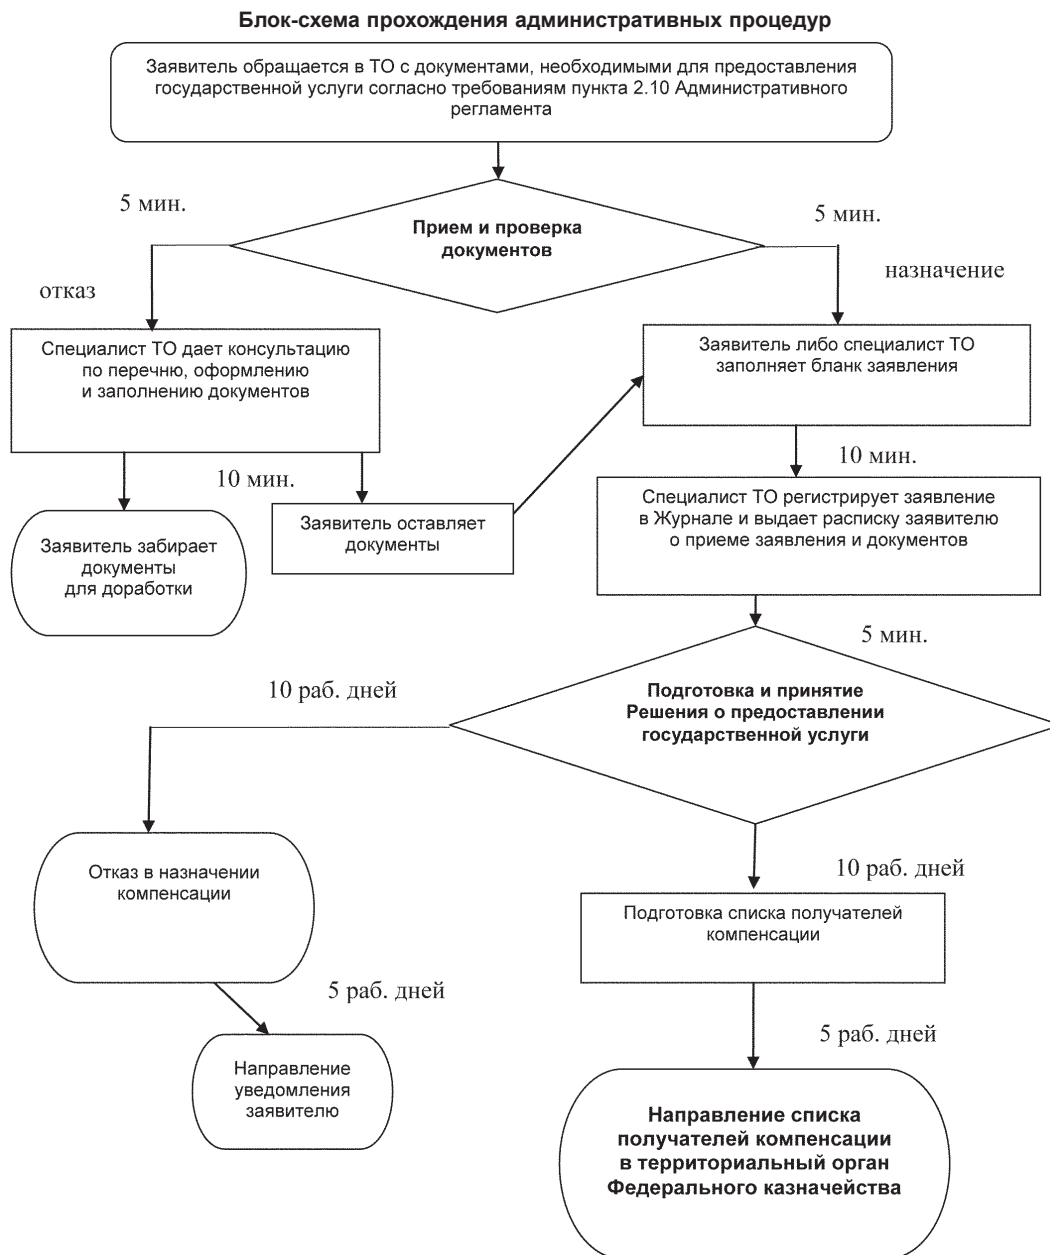 Блок-схема прохождения административных процедур
Заявитель обращается в ТО с документами, необходимыми для предоставления
государственной услуги согласно требованиям пункта 2.10 Административного
регламента
5 мин.
Прием и проверка
документов
5 мин.
отказ
назначение
Специалист ТО дает консультацию
по перечню, оформлению
и заполнению документов
Заявитель либо специалист ТО
заполняет бланк заявления
10 мин.
10 мин.
Заявитель забирает
документы
для доработки
Заявитель оставляет
документы
Специалист ТО регистрирует заявление
в Журнале и выдает расписку заявителю
о приеме заявления и документов
5 мин.
10 раб. дней
Подготовка и принятие
Решения о предоставлении
государственной услуги
Отказ в назначении
компенсации
10 раб. дней
Подготовка списка получателей
компенсации
5 раб. дней
5 раб. дней
Направление
уведомления
заявителю
Направление списка
получателей компенсации
в территориальный орган
Федерального казначейства